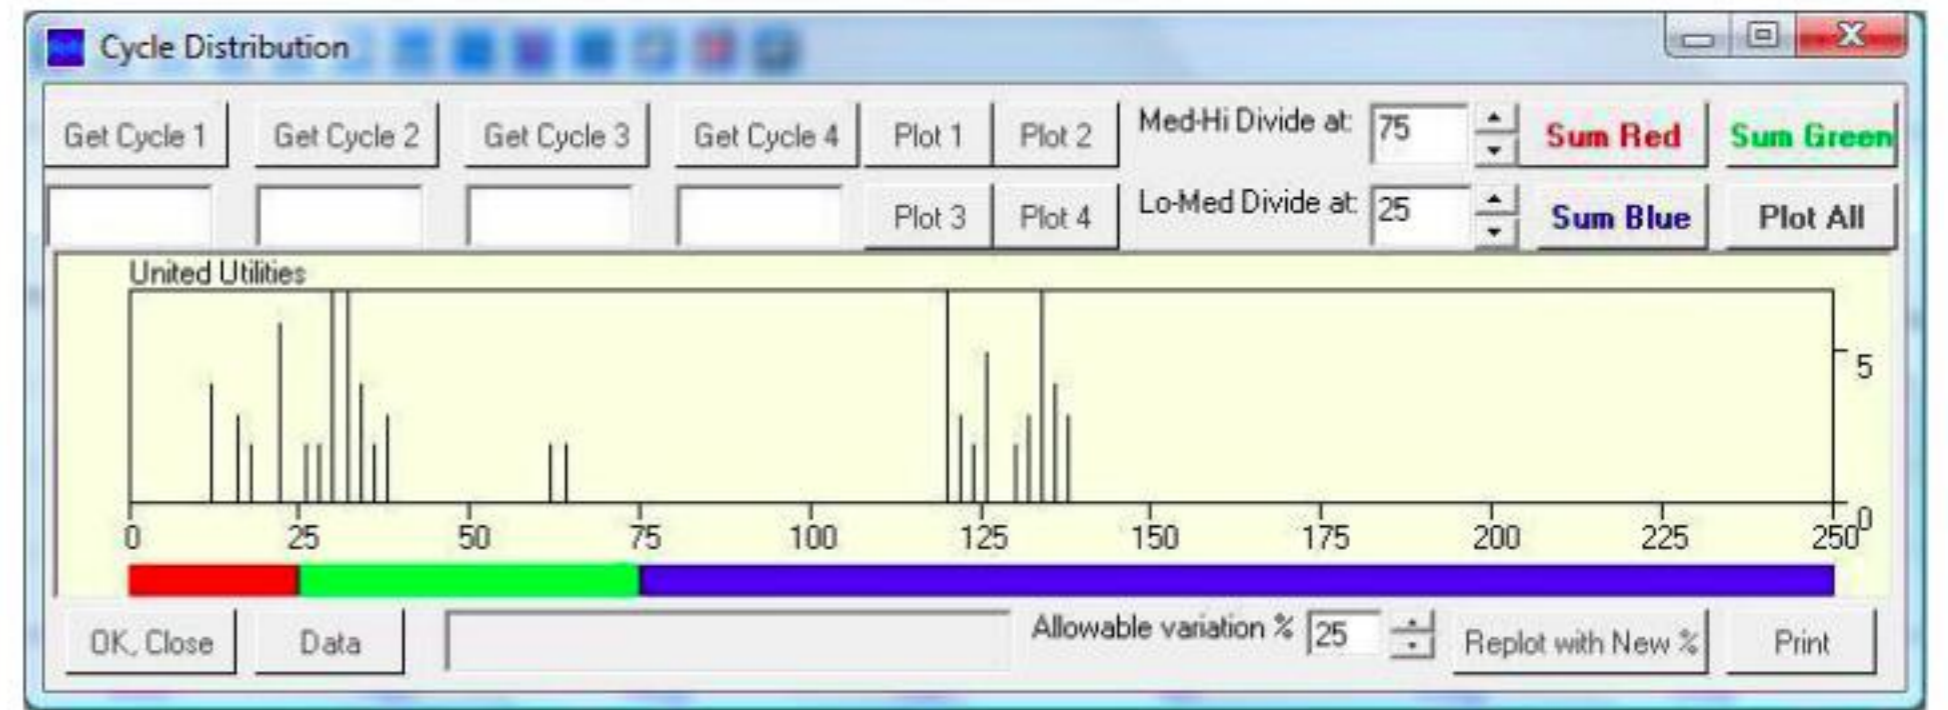 Cycle Distribution
Get Cycle 1 Get Cycle 2 Get Cycle 3 Get Cycle 4 Plot 1 Plot 2 Med-Hi Divide at: 75 Sum Red Sum Green
Plot 3 Plot 4 Lo-Med Divide at: 25 Sum Blue Plot All
United Utilities
5
0
0 25 50 75 100 125 150 175 200 225 250
OK, Close Data Allowable variation % 25 Replot with New % Print